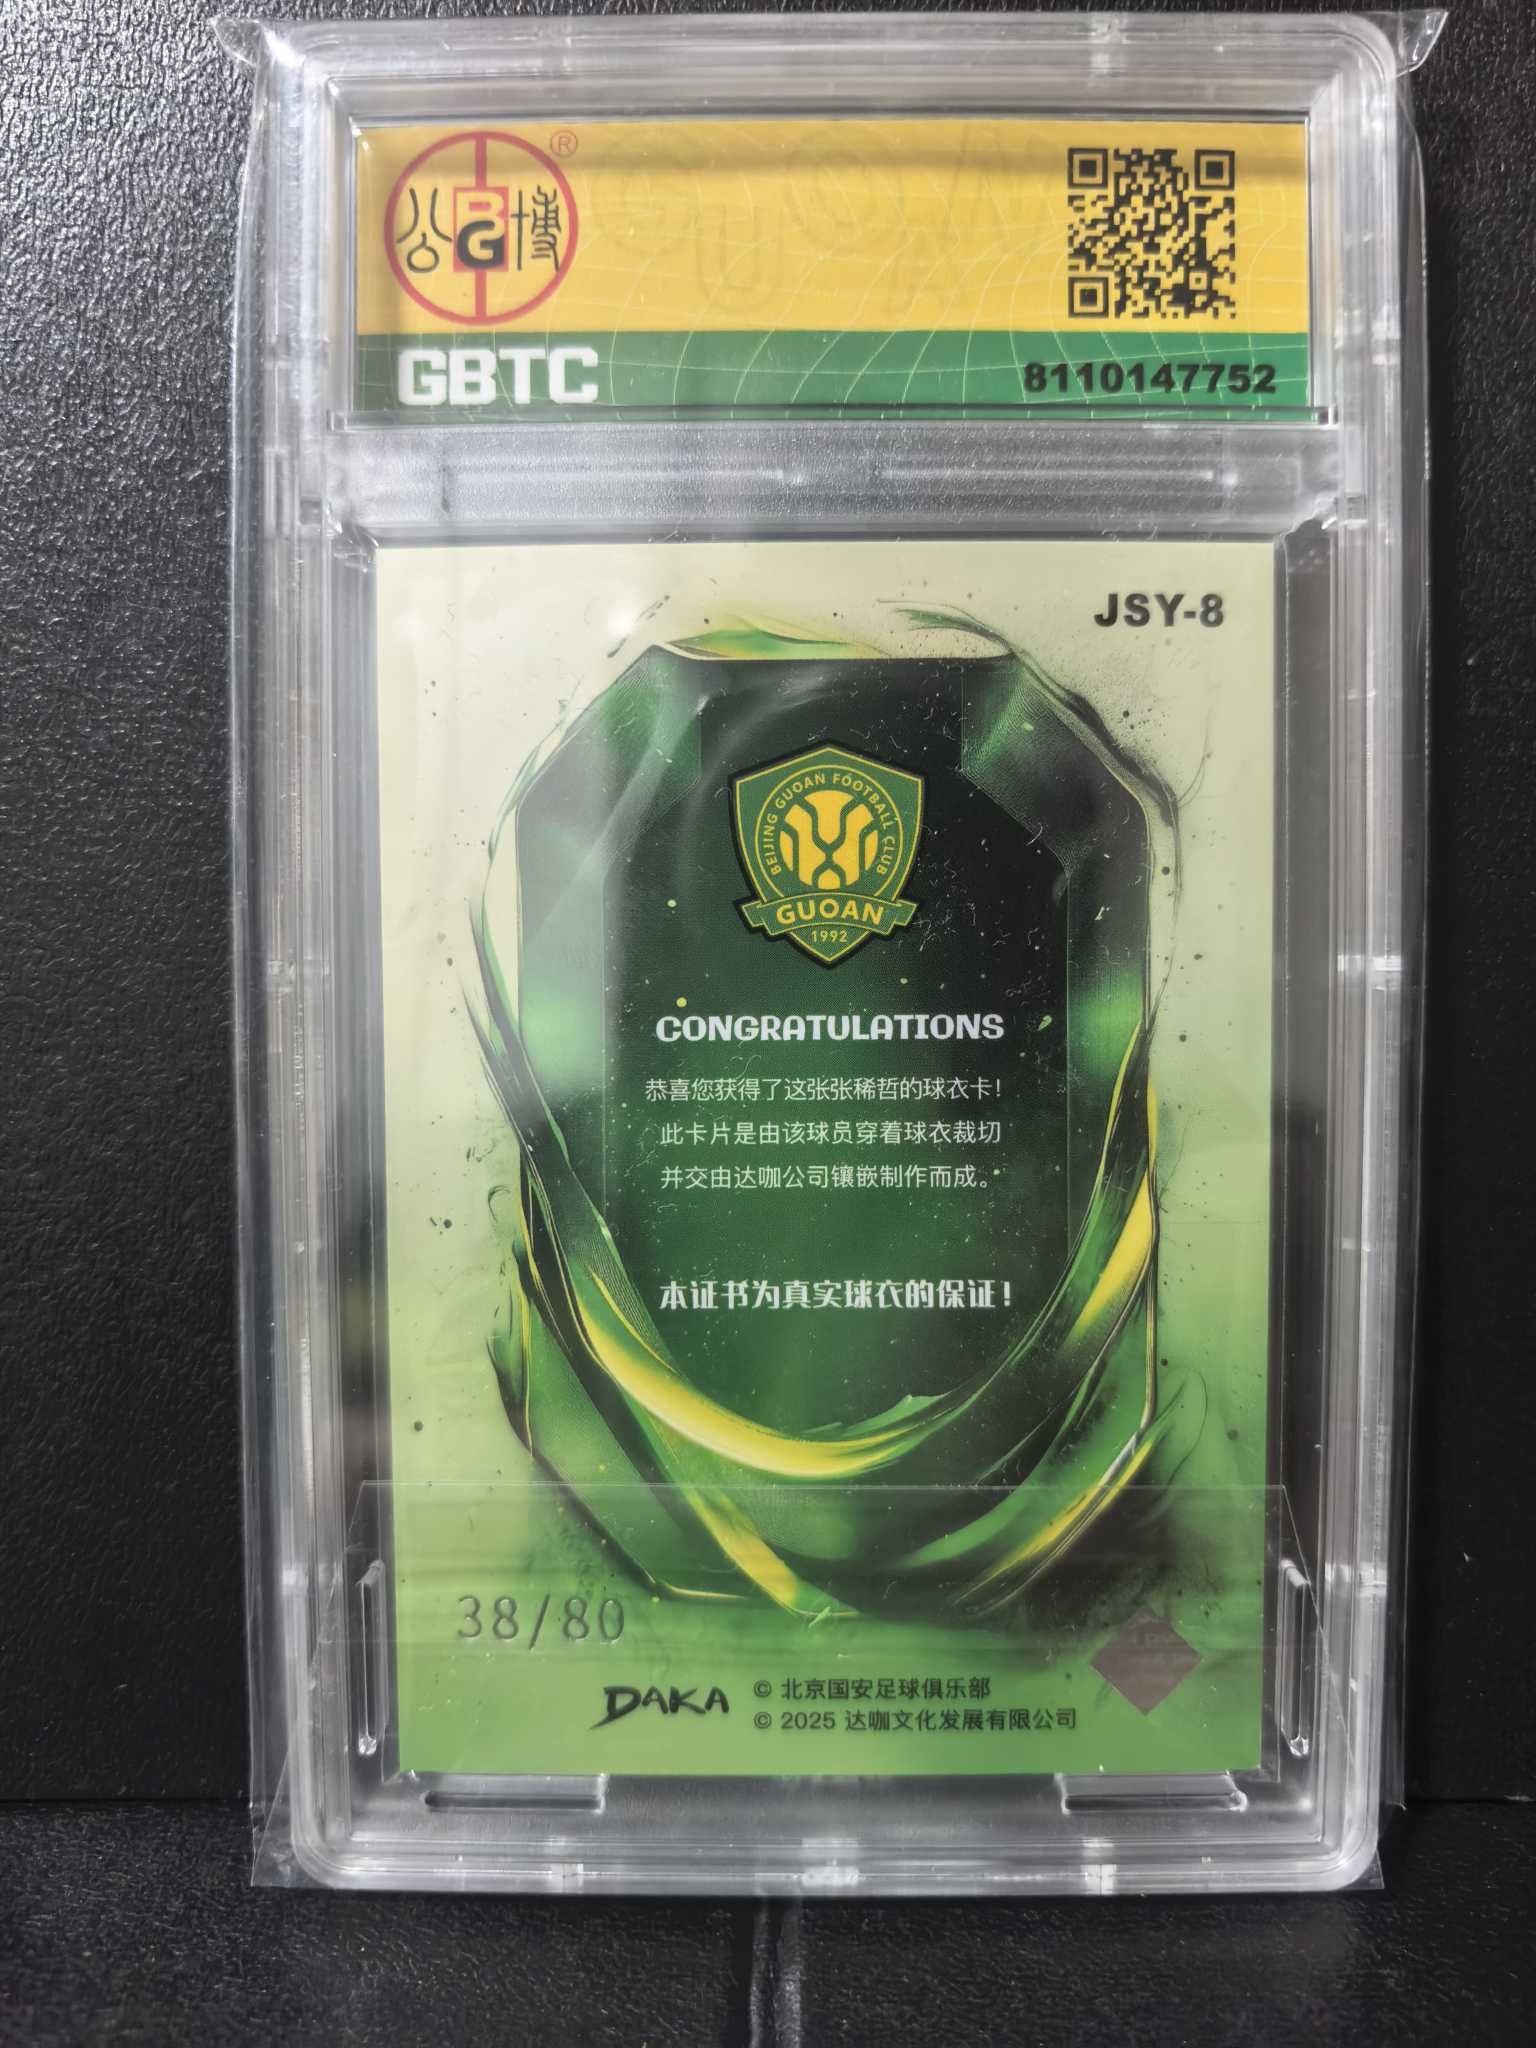 公
BG
博
®
GBTC
8110147752
JSY-8
BEIJING GUOAN FOOTBALL CLUB
GUOAN
1992
CONGRATULATIONS
恭喜您获得了这张张稀哲的球衣卡！
此卡片是由该球员穿着球衣裁切
并交由达咖公司镶嵌制作而成。
本证书为真实球衣的保证！
38/80
DAKA
© 北京国安足球俱乐部
© 2025 达咖文化发展有限公司